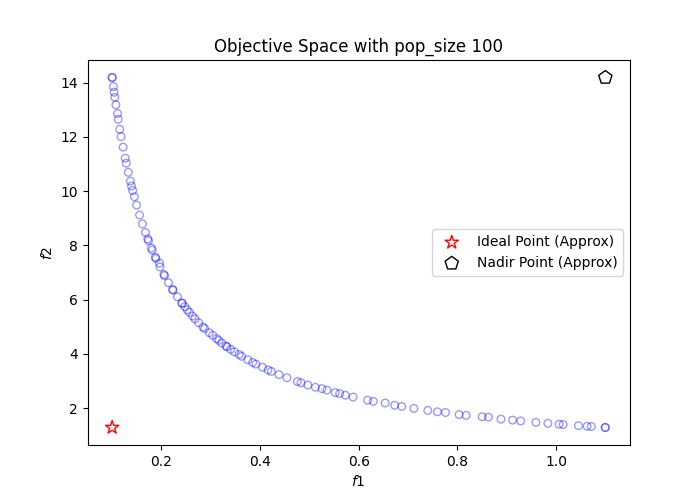 Objective Space with pop_size 100
14
12
10
8
6
4
2
f2
Ideal Point (Approx)
Nadir Point (Approx)
0.2 0.4 0.6 0.8 1.0
f1